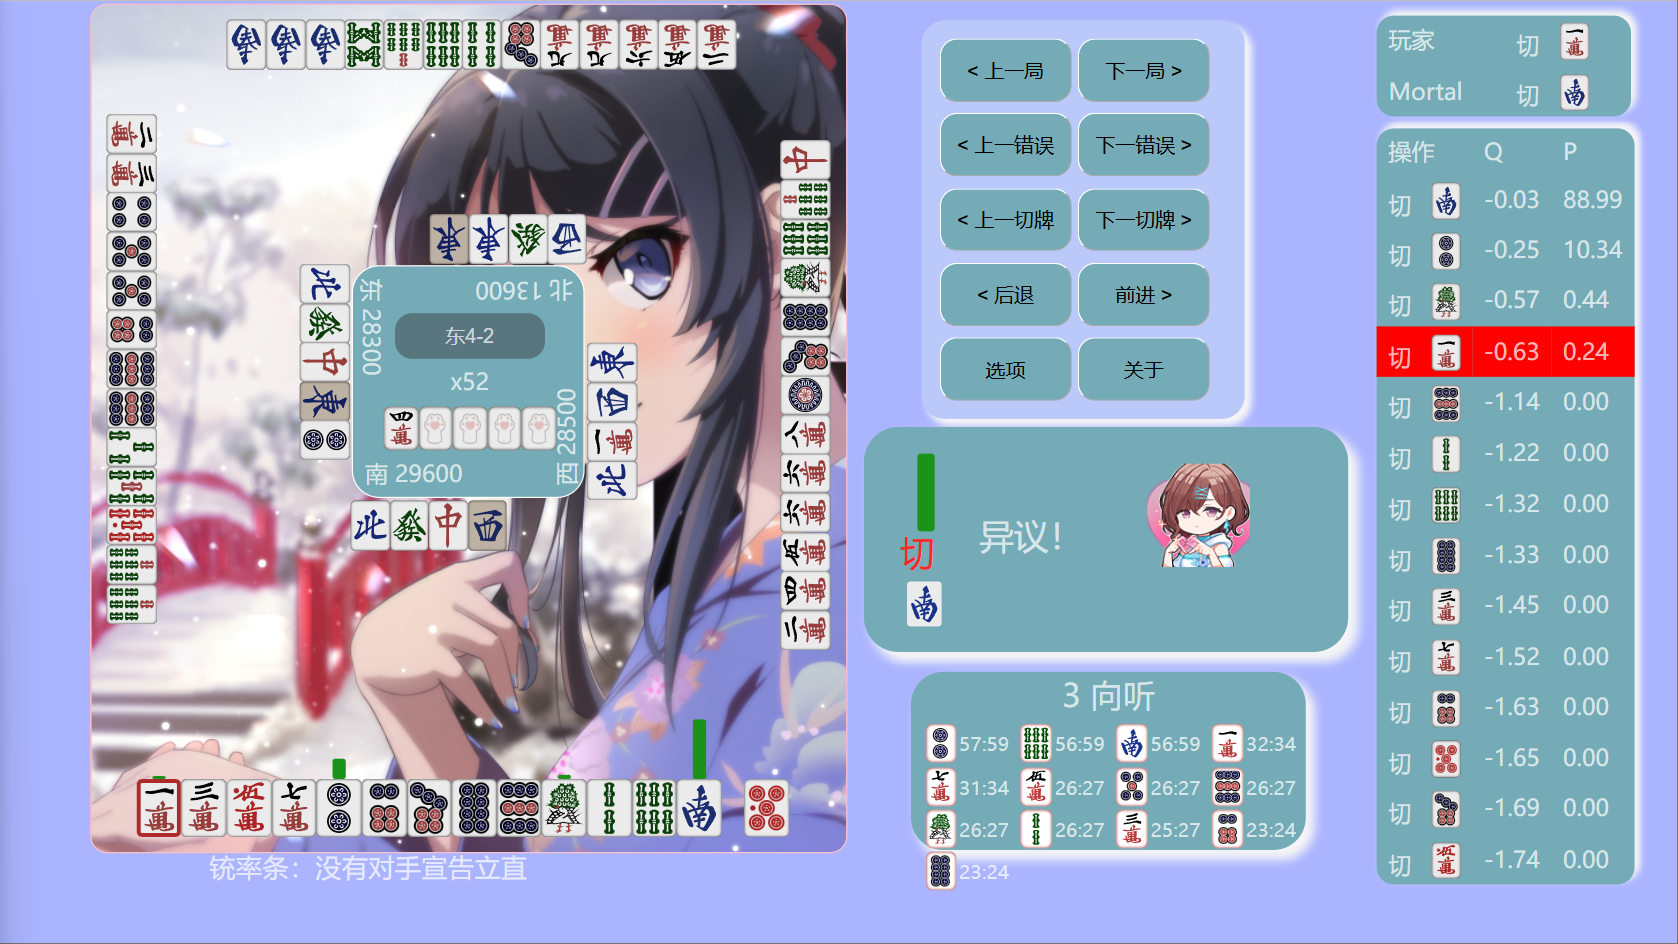 东 28300
北 13600
东4-2
x52
南 29600
西 28500
铳率条：没有对手宣告立直
< 上一局
下一局 >
< 上一错误
下一错误 >
< 上一切牌
下一切牌 >
< 后退
前进 >
选项
关于
切
异议！
3 向听
57:59
56:59
56:59
32:34
31:34
26:27
26:27
26:27
26:27
26:27
25:27
23:24
23:24
玩家 切
Mortal 切
操作 Q P
切 -0.03 88.99
切 -0.25 10.34
切 -0.57 0.44
切 -0.63 0.24
切 -1.14 0.00
切 -1.22 0.00
切 -1.32 0.00
切 -1.33 0.00
切 -1.45 0.00
切 -1.52 0.00
切 -1.63 0.00
切 -1.65 0.00
切 -1.69 0.00
切 -1.74 0.00